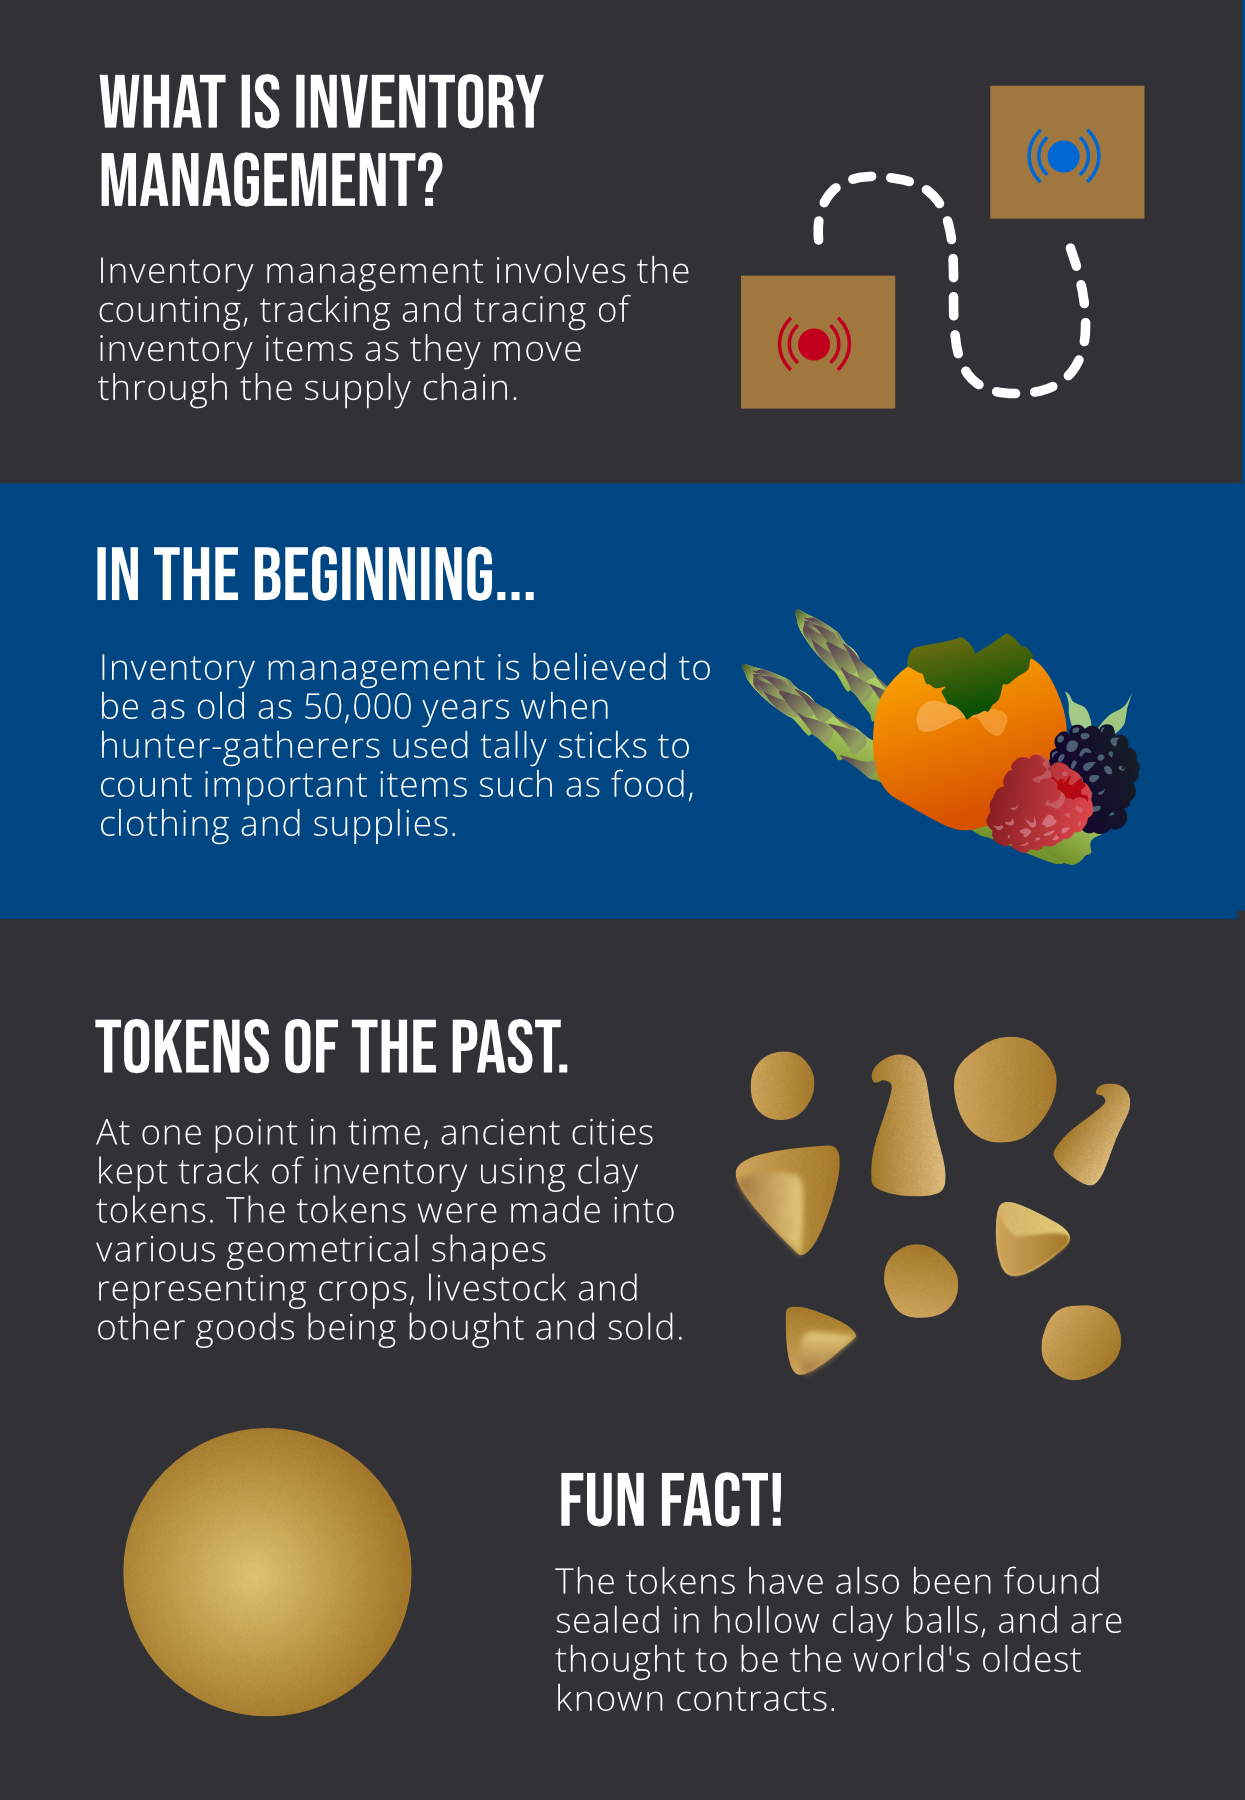 WHAT IS INVENTORY
MANAGEMENT?
Inventory management involves the
counting, tracking and tracing of
inventory items as they move
through the supply chain.
IN THE BEGINNING...
Inventory management is believed to
be as old as 50,000 years when
hunter-gatherers used tally sticks to
count important items such as food,
clothing and supplies.
TOKENS OF THE PAST.
At one point in time, ancient cities
kept track of inventory using clay
tokens. The tokens were made into
various geometrical shapes
representing crops, livestock and
other goods being bought and sold.
FUN FACT!
The tokens have also been found
sealed in hollow clay balls, and are
thought to be the world's oldest
known contracts.